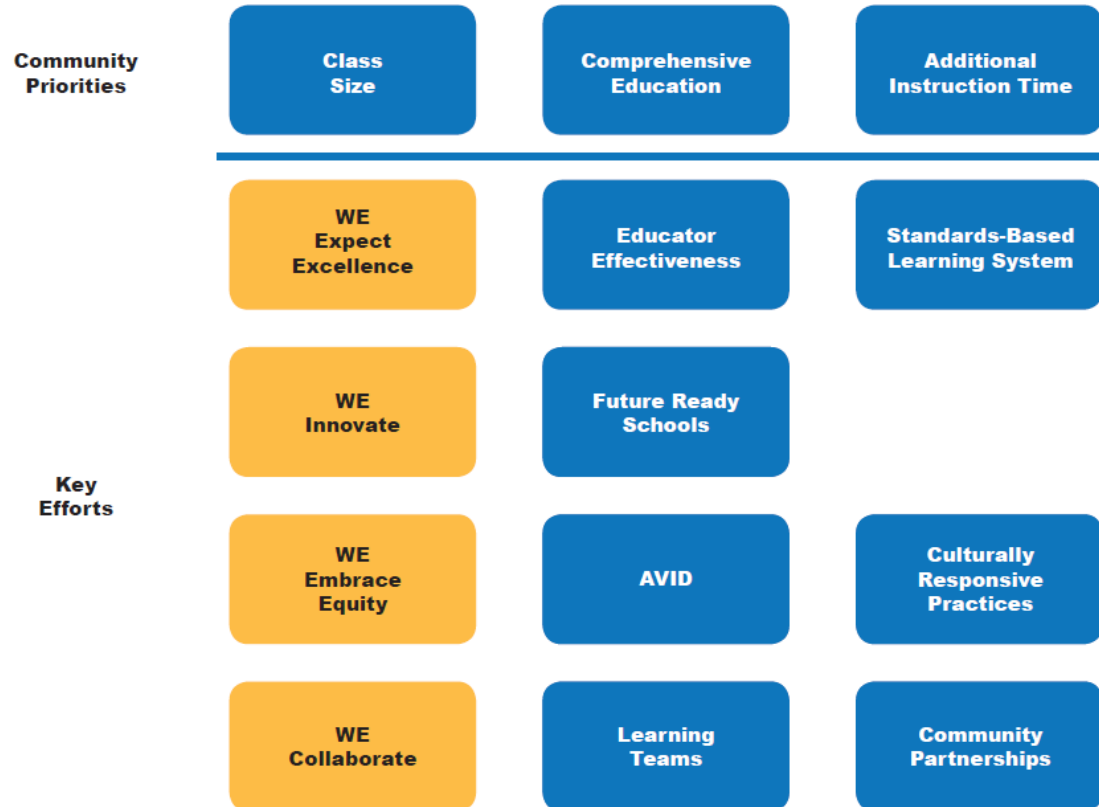 Community
Priorities
Class
Size
Comprehensive
Education
Additional
Instruction Time
WE
Expect
Excellence
Educator
Effectiveness
Standards-Based
Learning System
WE
Innovate
Future Ready
Schools
Key
Efforts
WE
Embrace
Equity
AVID
Culturally
Responsive
Practices
WE
Collaborate
Learning
Teams
Community
Partnerships